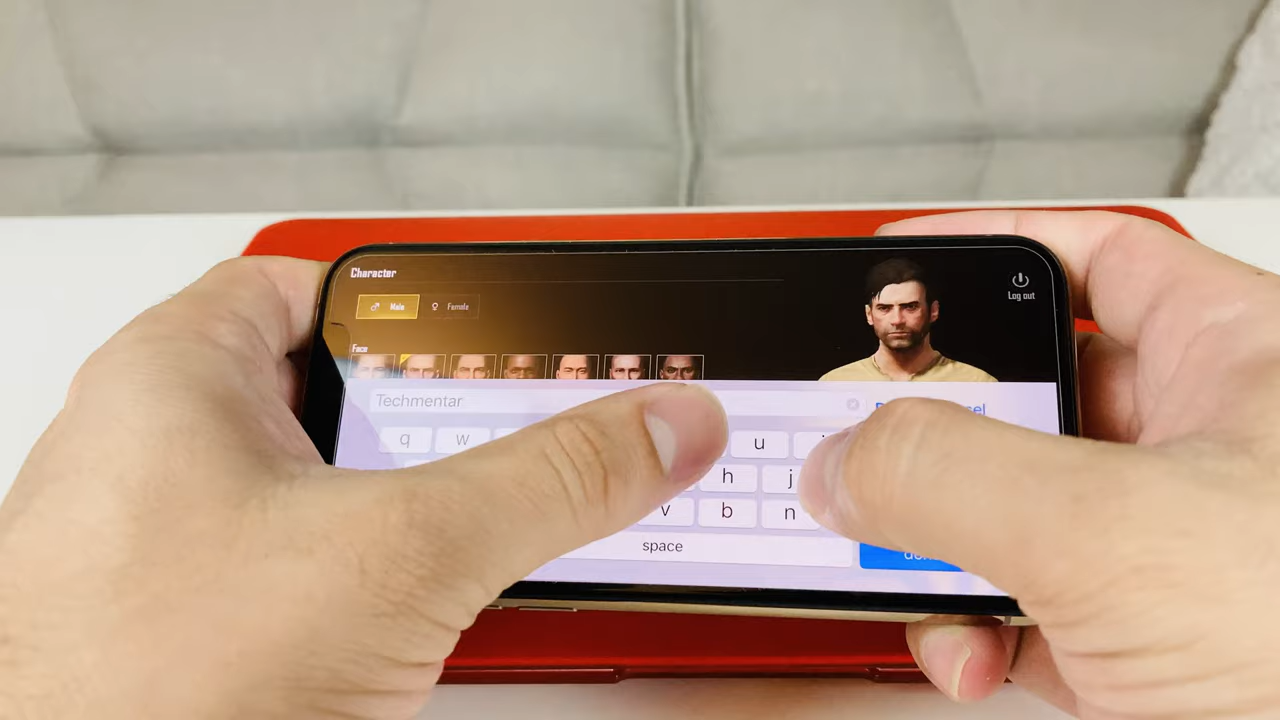 Character
Log out
Male Female
Face
Techmentar
q w u
h j
v b n
space